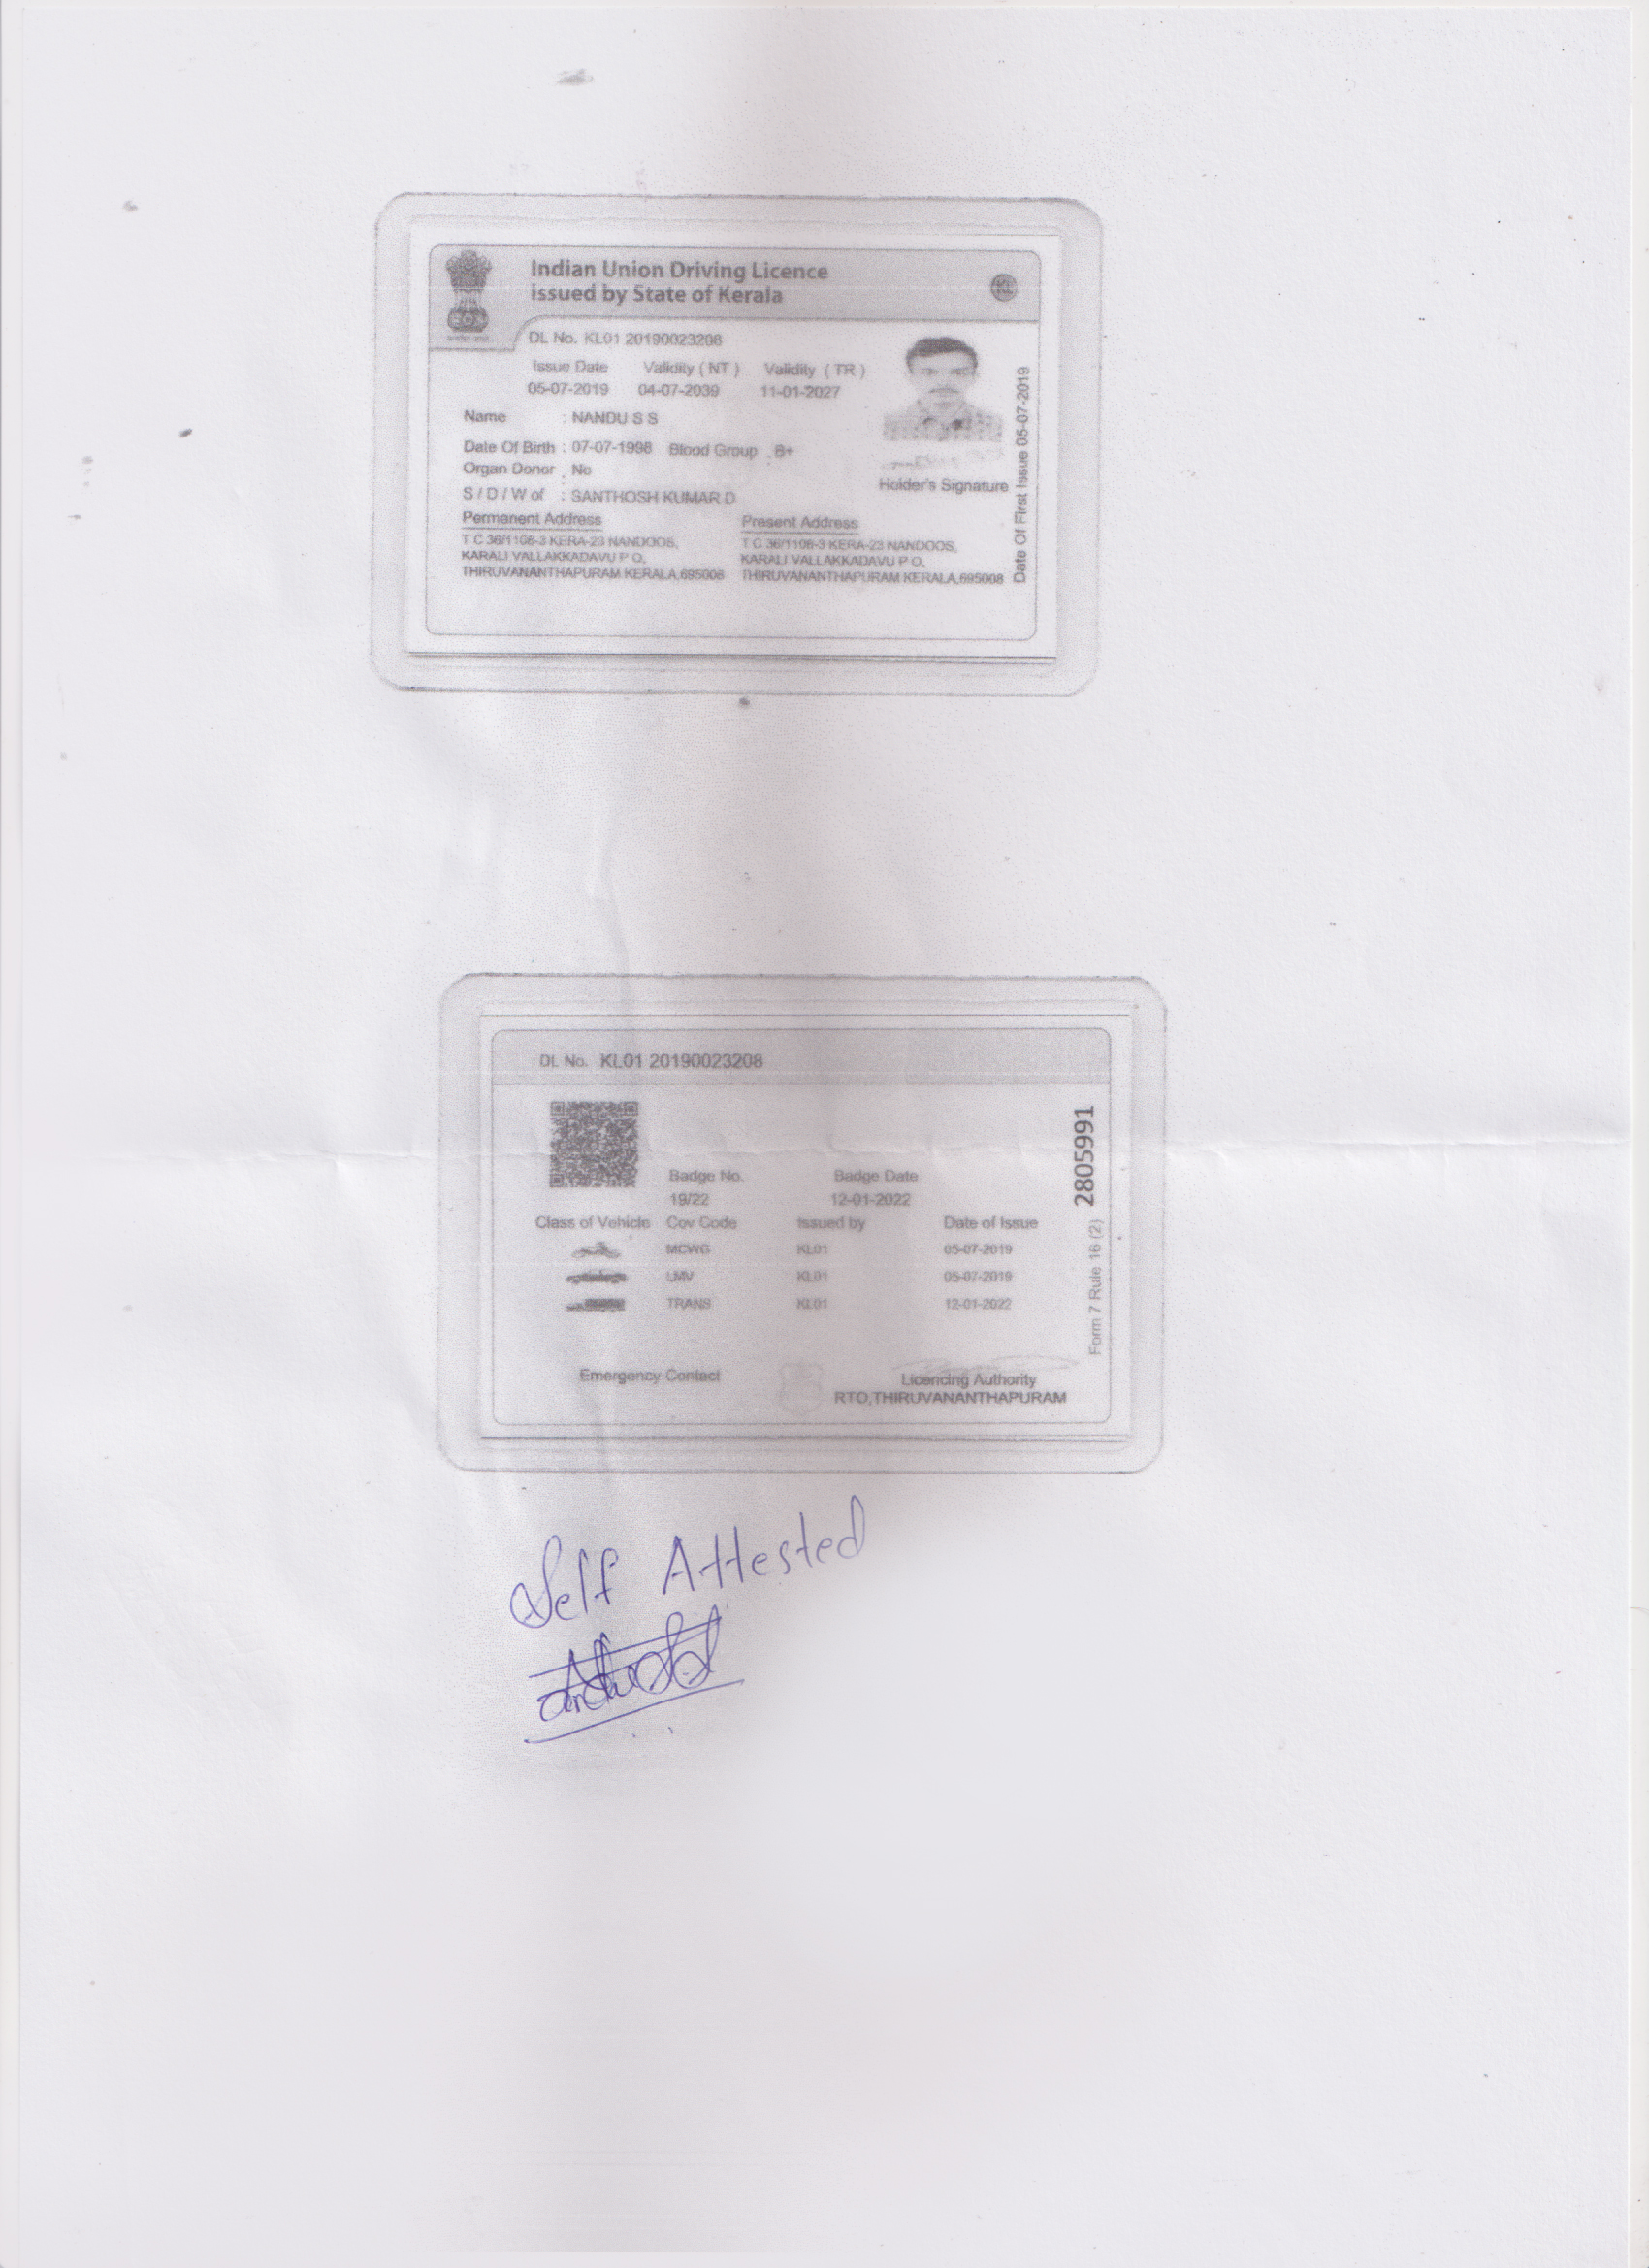 Indian Union Driving Licence
issued by State of Kerala
KL
DL No. KL01 20190023208
Issue Date Validity ( NT ) Validity ( TR )
05-07-2019 04-07-2039 11-01-2027
Name : NANDU S S
Date Of Birth : 07-07-1998 Blood Group : B+
Organ Donor : No
S / D / W of : SANTHOSH KUMAR D
Holder's Signature
Date Of First Issue 05-07-2019
Permanent Address
T C 36/1106-3 KERA-23 NANDOOS,
KARALI VALLAKKADAVU P O,
THIRUVANANTHAPURAM KERALA,695008
Present Address
T C 36/1106-3 KERA-23 NANDOOS,
KARALI VALLAKKADAVU P O,
THIRUVANANTHAPURAM KERALA,695008
DL No. KL01 20190023208
Badge No. Badge Date
19/22 12-01-2022
Class of Vehicle Cov Code Issued by Date of Issue
MCWG KL01 05-07-2019
LMV KL01 05-07-2019
TRANS KL01 12-01-2022
Form 7 Rule 16 (2) 2805991
Emergency Contact
Licencing Authority
RTO,THIRUVANANTHAPURAM
Self Attested